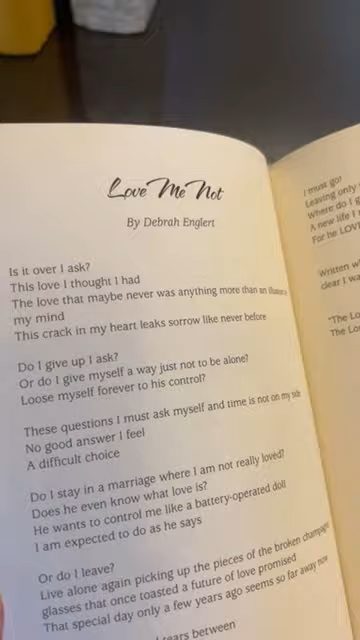 Love Me Not
By Debrah Englert
Is it over I ask?
This love I thought I had
The love that maybe never was anything more than an illusion in
my mind
This crack in my heart leaks sorrow like never before
Do I give up I ask?
Or do I give myself a way just not to be alone?
Loose myself forever to his control?
These questions I must ask myself and time is not on my side
No good answer I feel
A difficult choice
Do I stay in a marriage where I am not really loved?
Does he even know what love is?
He wants to control me like a battery-operated doll
I am expected to do as he says
Or do I leave?
Live alone again picking up the pieces of the broken champagne
glasses that once toasted a future of love promised
That special day only a few years ago seems so far away now
tears between
I must go!
Leaving only
Where do I
A new life I
For he LOV
Written
clear I wa
"The Lo
The Lor